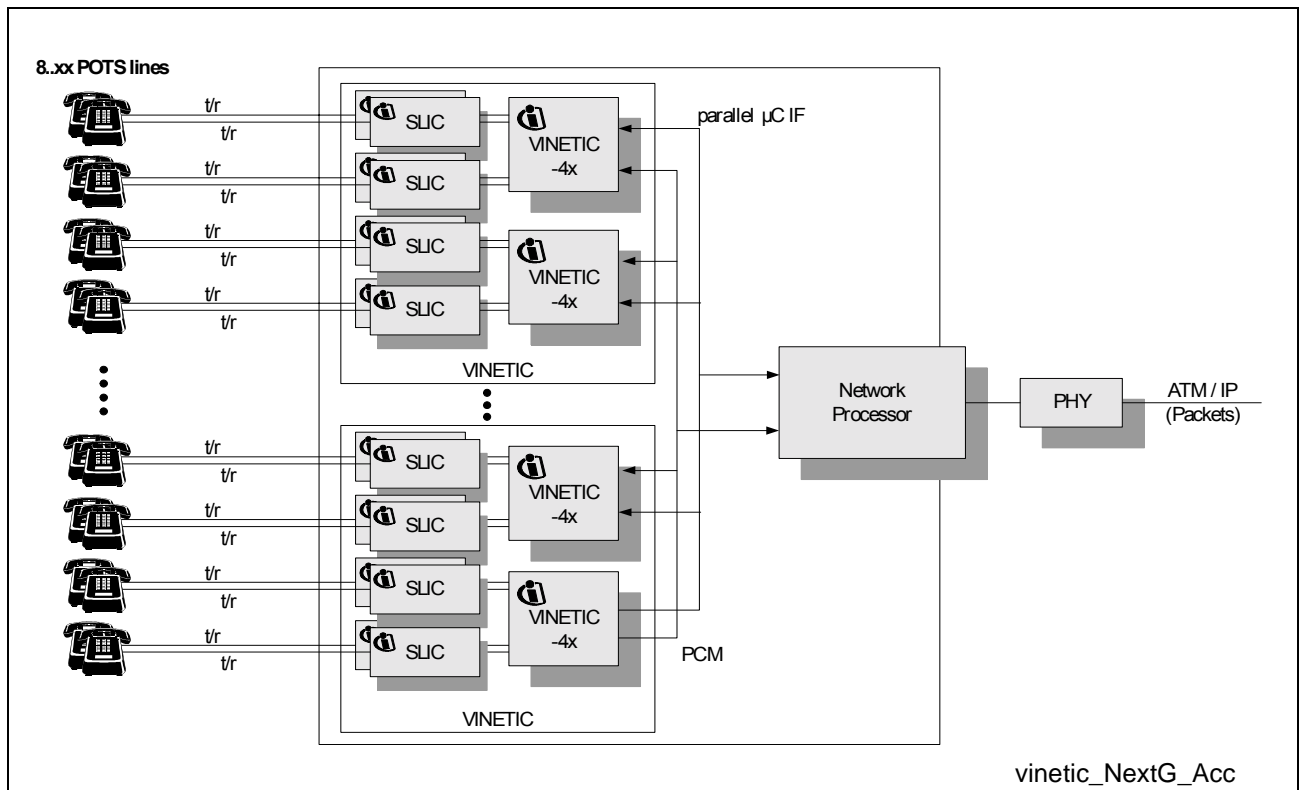 8..xx POTS lines
t/r
t/r
SLIC
VINETIC
-4x
parallel µC IF
t/r
t/r
SLIC
t/r
t/r
SLIC
VINETIC
-4x
t/r
t/r
SLIC
VINETIC
Network
Processor
PHY
ATM / IP
(Packets)
t/r
t/r
SLIC
VINETIC
-4x
t/r
t/r
SLIC
t/r
t/r
SLIC
VINETIC
-4x
t/r
t/r
SLIC
PCM
VINETIC
vinetic_NextG_Acc